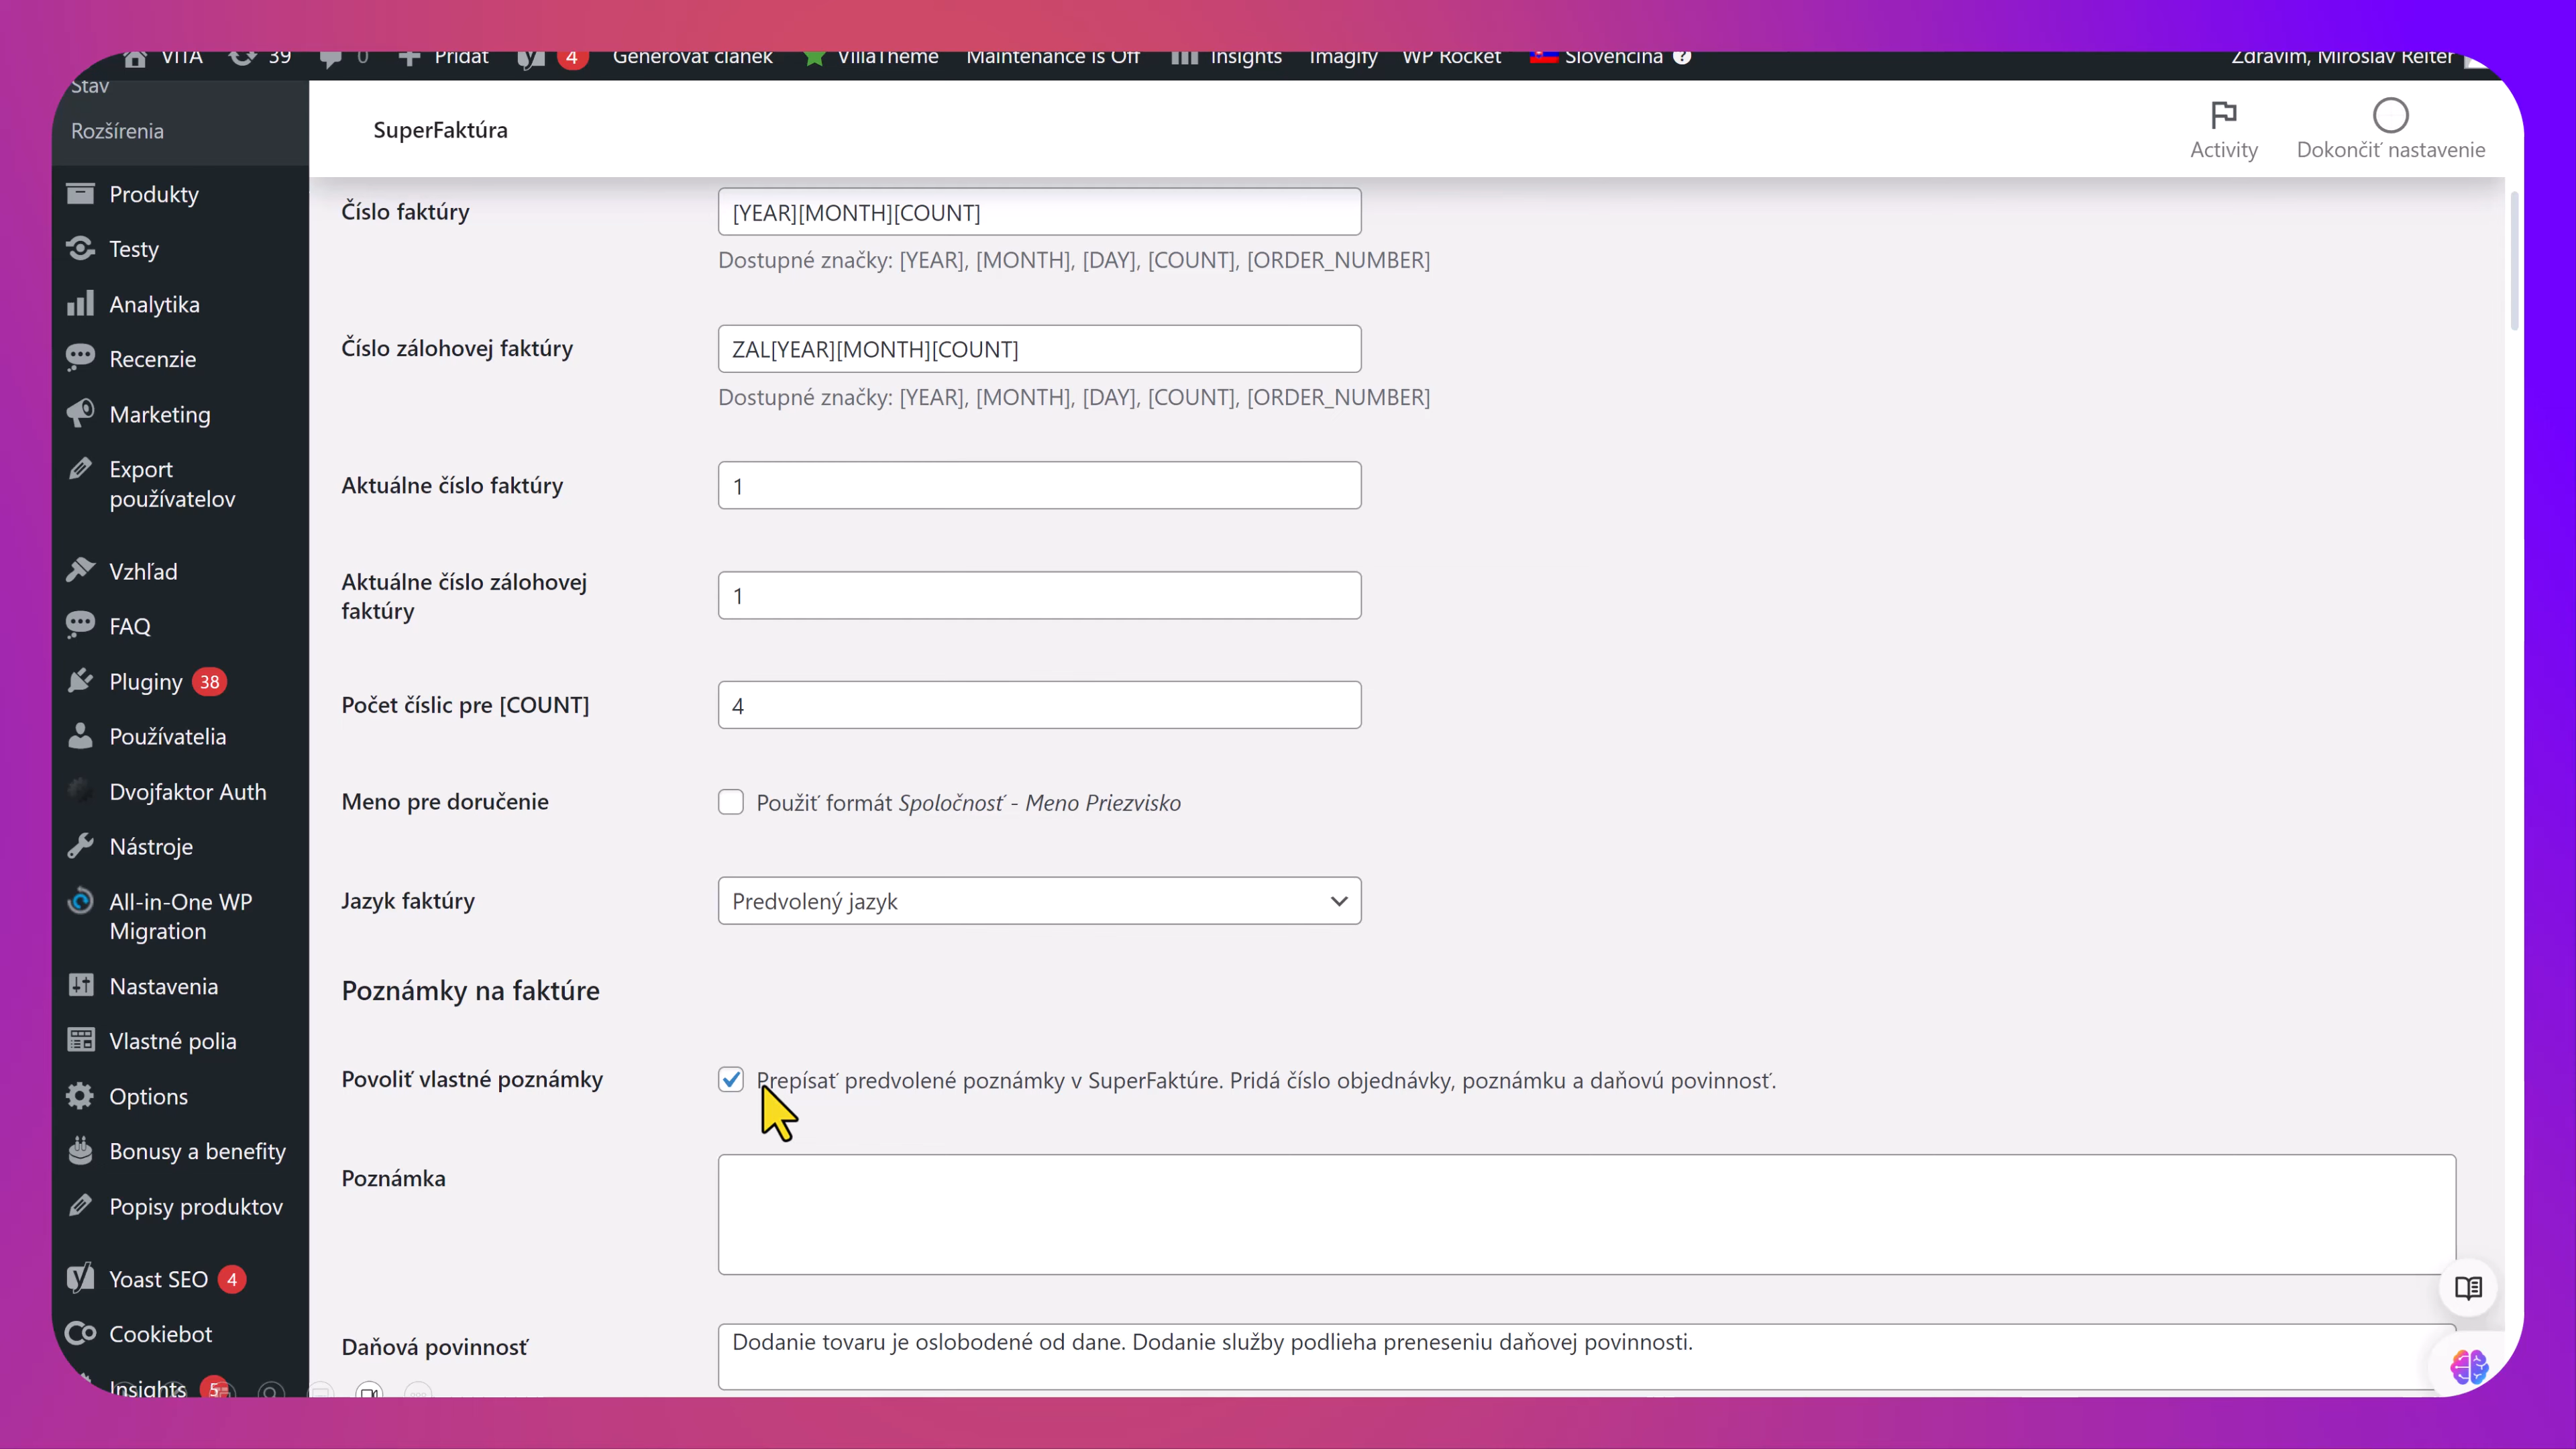 VITA 39 0 Pridať 4 Generovať článok VillaTheme Maintenance is Off Insights Imagify WP Rocket Slovenčina ? Zdravím, Miroslav Reiter
Stav
Rozšírenia
Produkty
Testy
Analytika
Recenzie
Marketing
Export
používatelov
Vzhľad
FAQ
Pluginy 38
Používatelia
Dvojfaktor Auth
Nástroje
All-in-One WP
Migration
Nastavenia
Vlastné polia
Options
Bonusy a benefity
Popisy produktov
Yoast SEO 4
Cookiebot
Insights 5
SuperFaktúra
Activity
Dokončiť nastavenie
Číslo faktúry
[YEAR][MONTH][COUNT]
Dostupné značky: [YEAR], [MONTH], [DAY], [COUNT], [ORDER_NUMBER]
Číslo zálohovej faktúry
ZAL[YEAR][MONTH][COUNT]
Dostupné značky: [YEAR], [MONTH], [DAY], [COUNT], [ORDER_NUMBER]
Aktuálne číslo faktúry
1
Aktuálne číslo zálohovej
faktúry
1
Počet číslic pre [COUNT]
4
Meno pre doručenie
Použiť formát Spoločnosť - Meno Priezvisko
Jazyk faktúry
Predvolený jazyk
Poznámky na faktúre
Povoliť vlastné poznámky
Prepísať predvolené poznámky v SuperFaktúre. Pridá číslo objednávky, poznámku a daňovú povinnosť.
Poznámka
Daňová povinnosť
Dodanie tovaru je oslobodené od dane. Dodanie služby podlieha preneseniu daňovej povinnosti.